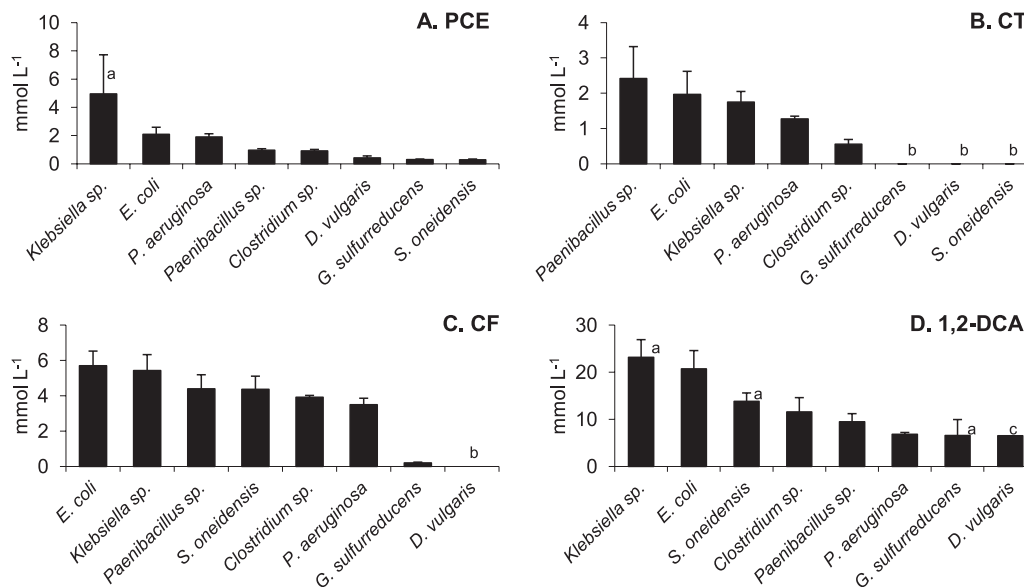 A. PCE
mmol L-1
10
8
6
4
2
0
a
Klebsiella sp.
E. coli
P. aeruginosa
Paenibacillus sp.
Clostridium sp.
D. vulgaris
G. sulfurreducens
S. oneidensis
B. CT
mmol L-1
4
3
2
1
0
b
b
b
Paenibacillus sp.
E. coli
Klebsiella sp.
P. aeruginosa
Clostridium sp.
G. sulfurreducens
D. vulgaris
S. oneidensis
C. CF
mmol L-1
8
6
4
2
0
b
E. coli
Klebsiella sp.
Paenibacillus sp.
S. oneidensis
Clostridium sp.
P. aeruginosa
G. sulfurreducens
D. vulgaris
D. 1,2-DCA
mmol L-1
30
20
10
0
a
a
a
c
Klebsiella sp.
E. coli
S. oneidensis
Clostridium sp.
Paenibacillus sp.
P. aeruginosa
G. sulfurreducens
D. vulgaris